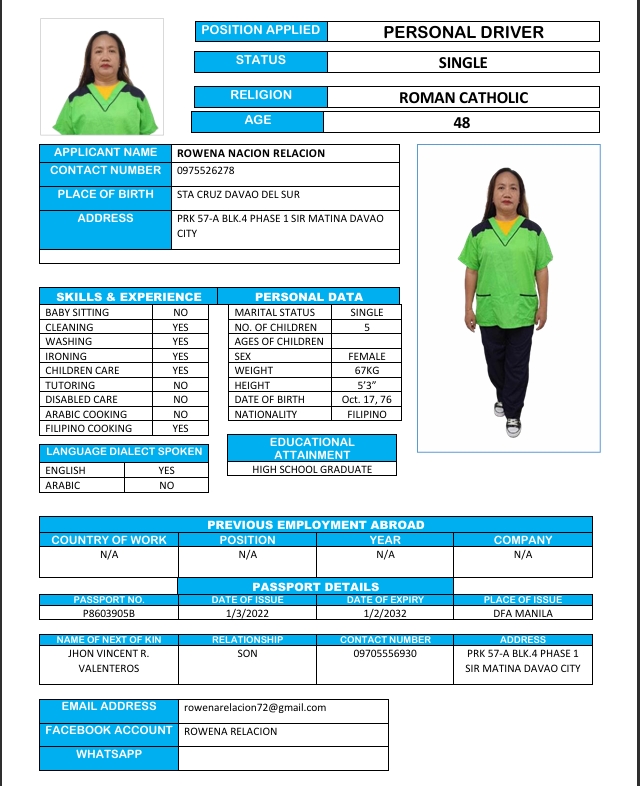 POSITION APPLIED PERSONAL DRIVER
STATUS SINGLE
RELIGION ROMAN CATHOLIC
AGE 48
APPLICANT NAME ROWENA NACION RELACION
CONTACT NUMBER 0975526278
PLACE OF BIRTH STA CRUZ DAVAO DEL SUR
ADDRESS PRK 57-A BLK.4 PHASE 1 SIR MATINA DAVAO
CITY
SKILLS & EXPERIENCE
BABY SITTING NO
CLEANING YES
WASHING YES
IRONING YES
CHILDREN CARE YES
TUTORING NO
DISABLED CARE NO
ARABIC COOKING NO
FILIPINO COOKING YES
LANGUAGE DIALECT SPOKEN
ENGLISH YES
ARABIC NO
PERSONAL DATA
MARITAL STATUS SINGLE
NO. OF CHILDREN 5
AGES OF CHILDREN
SEX FEMALE
WEIGHT 67KG
HEIGHT 5’3”
DATE OF BIRTH Oct. 17, 76
NATIONALITY FILIPINO
EDUCATIONAL
ATTAINMENT
HIGH SCHOOL GRADUATE
PREVIOUS EMPLOYMENT ABROAD
COUNTRY OF WORK POSITION YEAR COMPANY
N/A N/A N/A N/A
PASSPORT DETAILS
PASSPORT NO. DATE OF ISSUE DATE OF EXPIRY PLACE OF ISSUE
P8603905B 1/3/2022 1/2/2032 DFA MANILA
NAME OF NEXT OF KIN RELATIONSHIP CONTACT NUMBER ADDRESS
JHON VINCENT R. SON 09705556930 PRK 57-A BLK.4 PHASE 1
VALENTEROS SIR MATINA DAVAO CITY
EMAIL ADDRESS rowenarelacion72@gmail.com
FACEBOOK ACCOUNT ROWENA RELACION
WHATSAPP